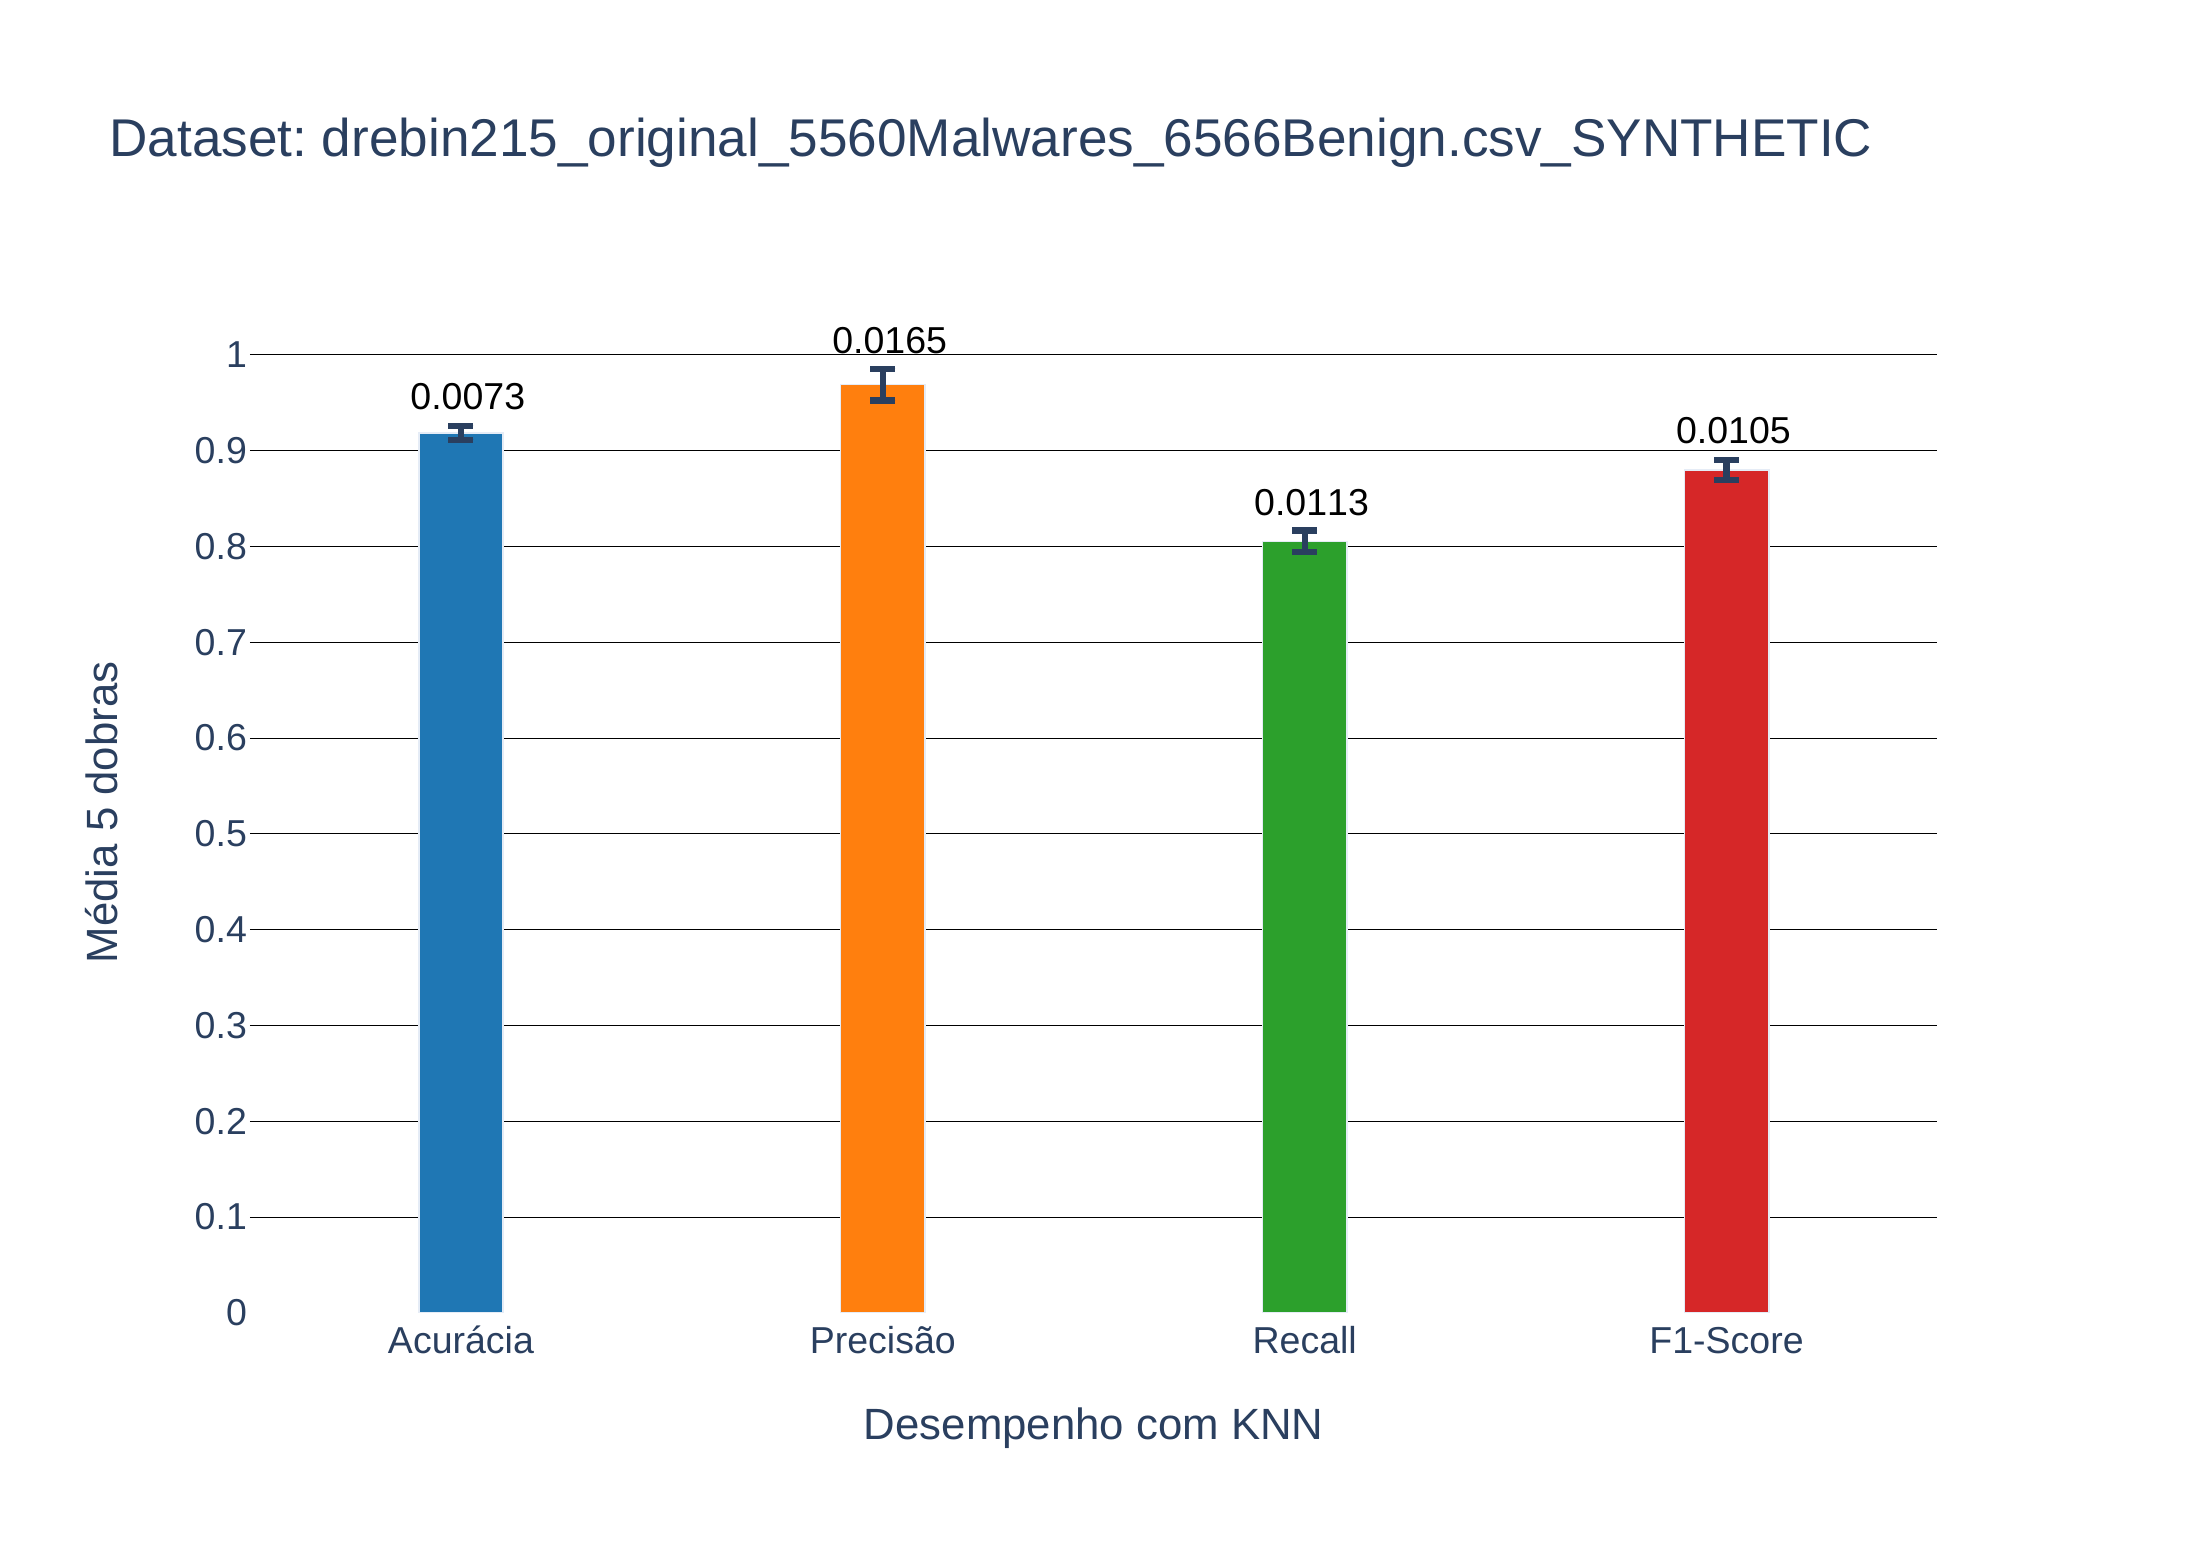 Dataset: drebin215_original_5560Malwares_6566Benign.csv_SYNTHETIC
0.0165
1
0.0073
0.0105
0.9
0.0113
0.8
0.7
0.6
0.5
0.4
0.3
0.2
0.1
0
Média 5 dobras
Acurácia
Precisão
Recall
F1-Score
Desempenho com KNN